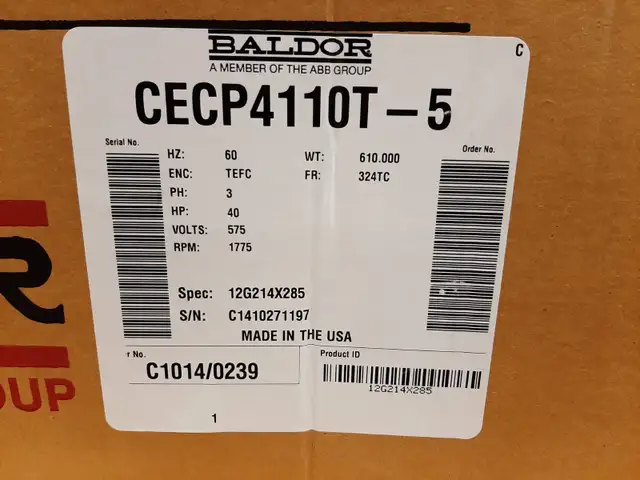 BALDOR
A MEMBER OF THE ABB GROUP
C
CECP4110T-5
Serial No.
Order No.
HZ: 60 WT: 610.000
ENC: TEFC FR: 324TC
PH: 3
HP: 40
VOLTS: 575
RPM: 1775
Spec: 12G214X285
S/N: C1410271197
MADE IN THE USA
r No.
C1014/0239
Product ID
12G214X285
1
R
OUP